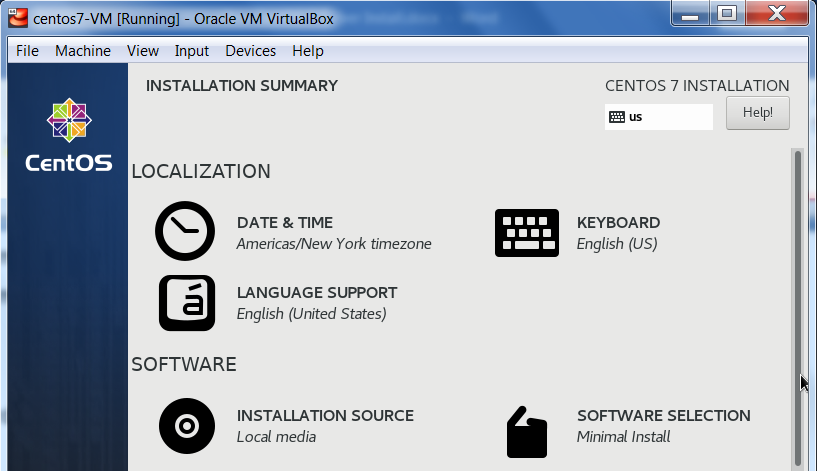 centos7-VM [Running] - Oracle VM VirtualBox
File Machine View Input Devices Help
INSTALLATION SUMMARY
CENTOS 7 INSTALLATION
us
Help!
CentOS
LOCALIZATION
DATE & TIME
Americas/New York timezone
KEYBOARD
English (US)
LANGUAGE SUPPORT
English (United States)
SOFTWARE
INSTALLATION SOURCE
Local media
SOFTWARE SELECTION
Minimal Install